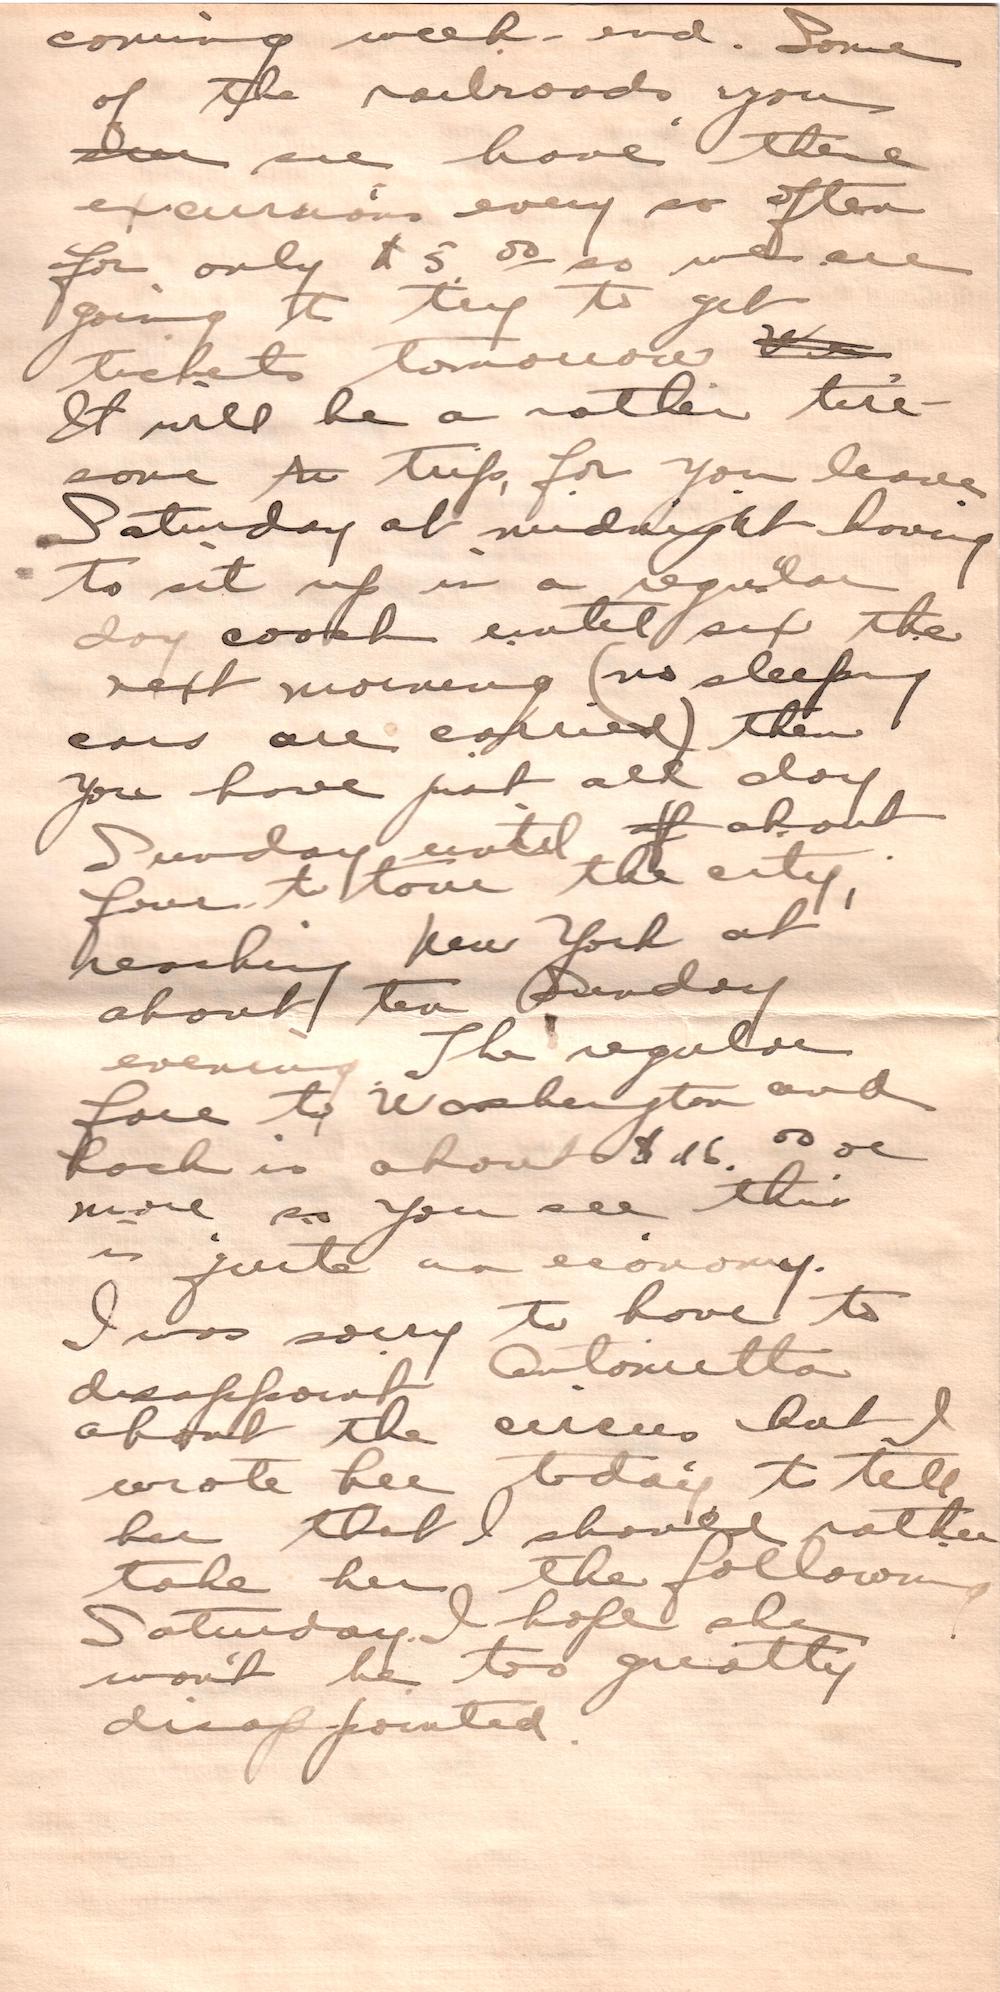 coming week-end. Some
of the railroads you
see have these
excursions every so often
for only $5.00 so we are
going to try to get
tickets tomorrow
It will be a rather tire-
some trip, for you leave
Saturday at midnight having
to sit up in a regular
day coach until six the
next morning (no sleeping
cars are carried) then
you have just all day
Sunday until about
four to tour the city,
reaching New York at
about ten Sunday
evening. The regular
fare to Washington and
back is about $16.00 or
more so you see this
is quite an economy.
I was sorry to have to
disappoint Antonietta
about the circus but I
wrote her today to tell
her that I should rather
take her the following
Saturday. I hope she
won't be too greatly
disappointed.